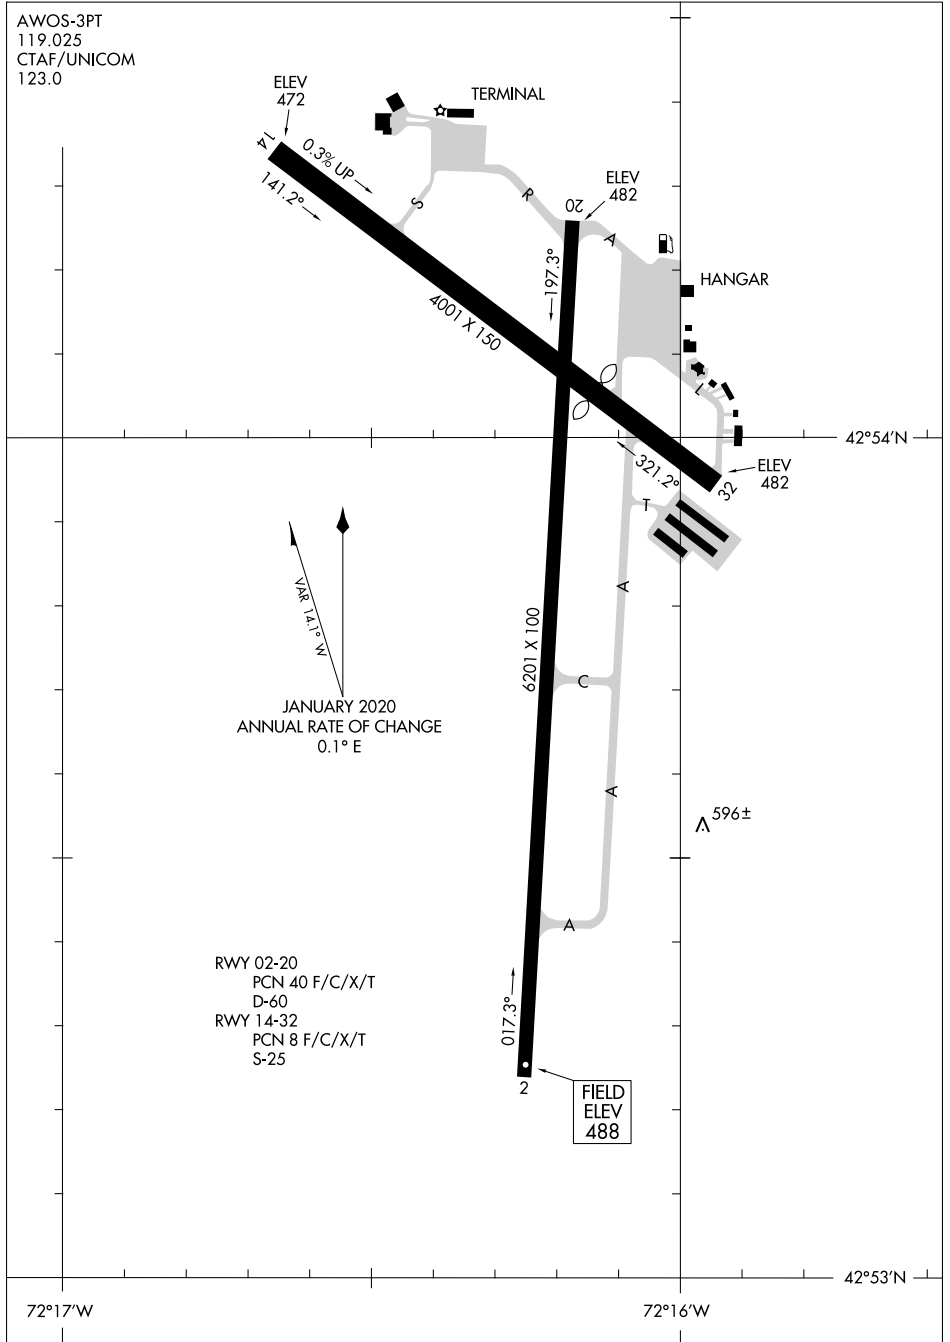 AWOS-3PT
119.025
CTAF/UNICOM
123.0
ELEV
472
TERMINAL
14
0.3% UP
141.2°
S
R
20
ELEV
482
A
197.3°
HANGAR
4001 X 150
L
42°54'N
321.2°
ELEV
482
32
T
A
VAR 14.1° W
6201 X 100
C
JANUARY 2020
ANNUAL RATE OF CHANGE
0.1° E
A
596±
A
RWY 02-20
PCN 40 F/C/X/T
D-60
RWY 14-32
PCN 8 F/C/X/T
S-25
017.3°
2
FIELD
ELEV
488
42°53'N
72°17'W
72°16'W